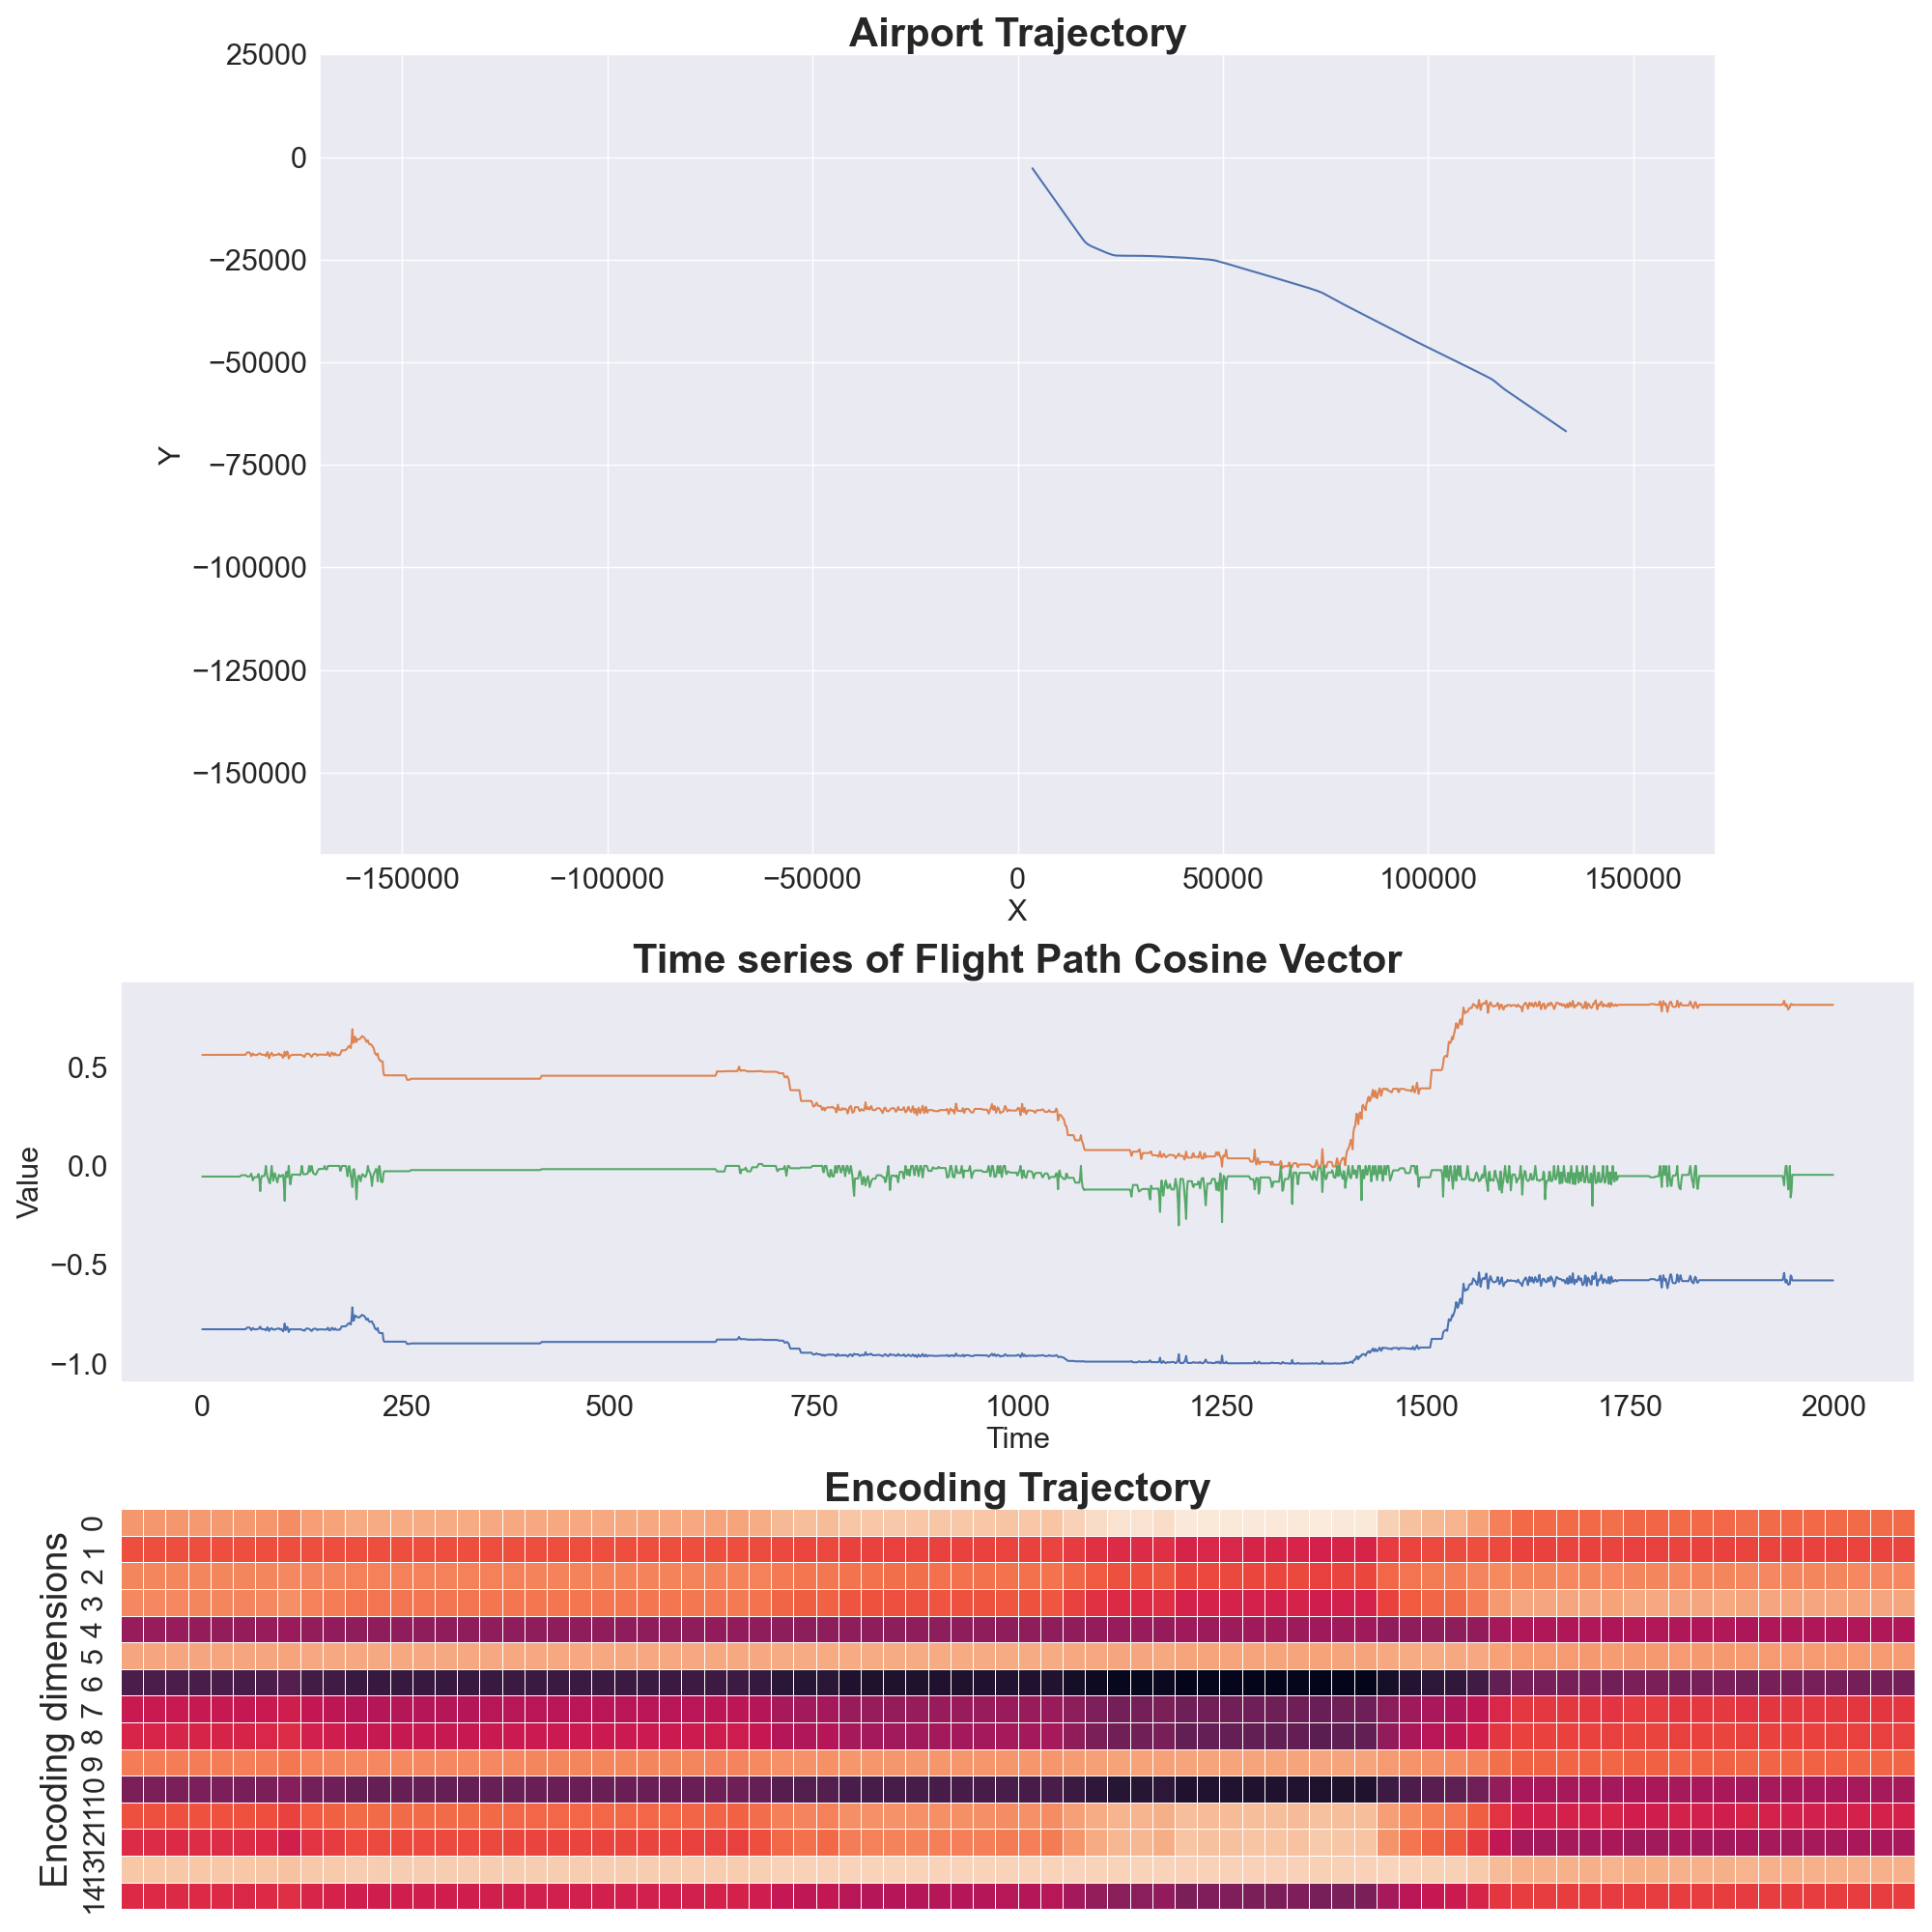 Airport Trajectory
25000
0
−25000
−50000
−75000
−100000
−125000
−150000
Y
−150000 −100000 −50000 0 50000 100000 150000
X
Time series of Flight Path Cosine Vector
0.5
0.0
−0.5
−1.0
Value
0 250 500 750 1000 1250 1500 1750 2000
Time
Encoding Trajectory
Encoding dimensions
0
1
2
3
4
5
6
7
8
9
10
11
12
13
14